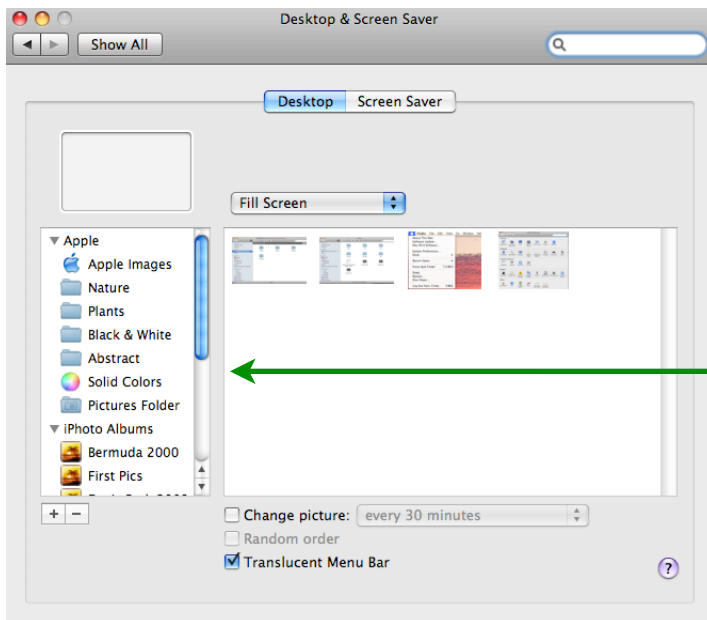 Desktop & Screen Saver
Show All
Desktop Screen Saver
Fill Screen
Apple
Apple Images
Nature
Plants
Black & White
Abstract
Solid Colors
Pictures Folder
iPhoto Albums
Bermuda 2000
First Pics
+ −
Change picture: every 30 minutes
Random order
Translucent Menu Bar
?